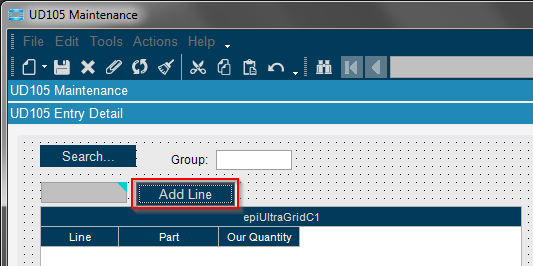 UD105 Maintenance
File Edit Tools Actions Help
UD105 Maintenance
UD105 Entry Detail
Search... Group:
Add Line
epiUltraGridC1
Line Part Our Quantity